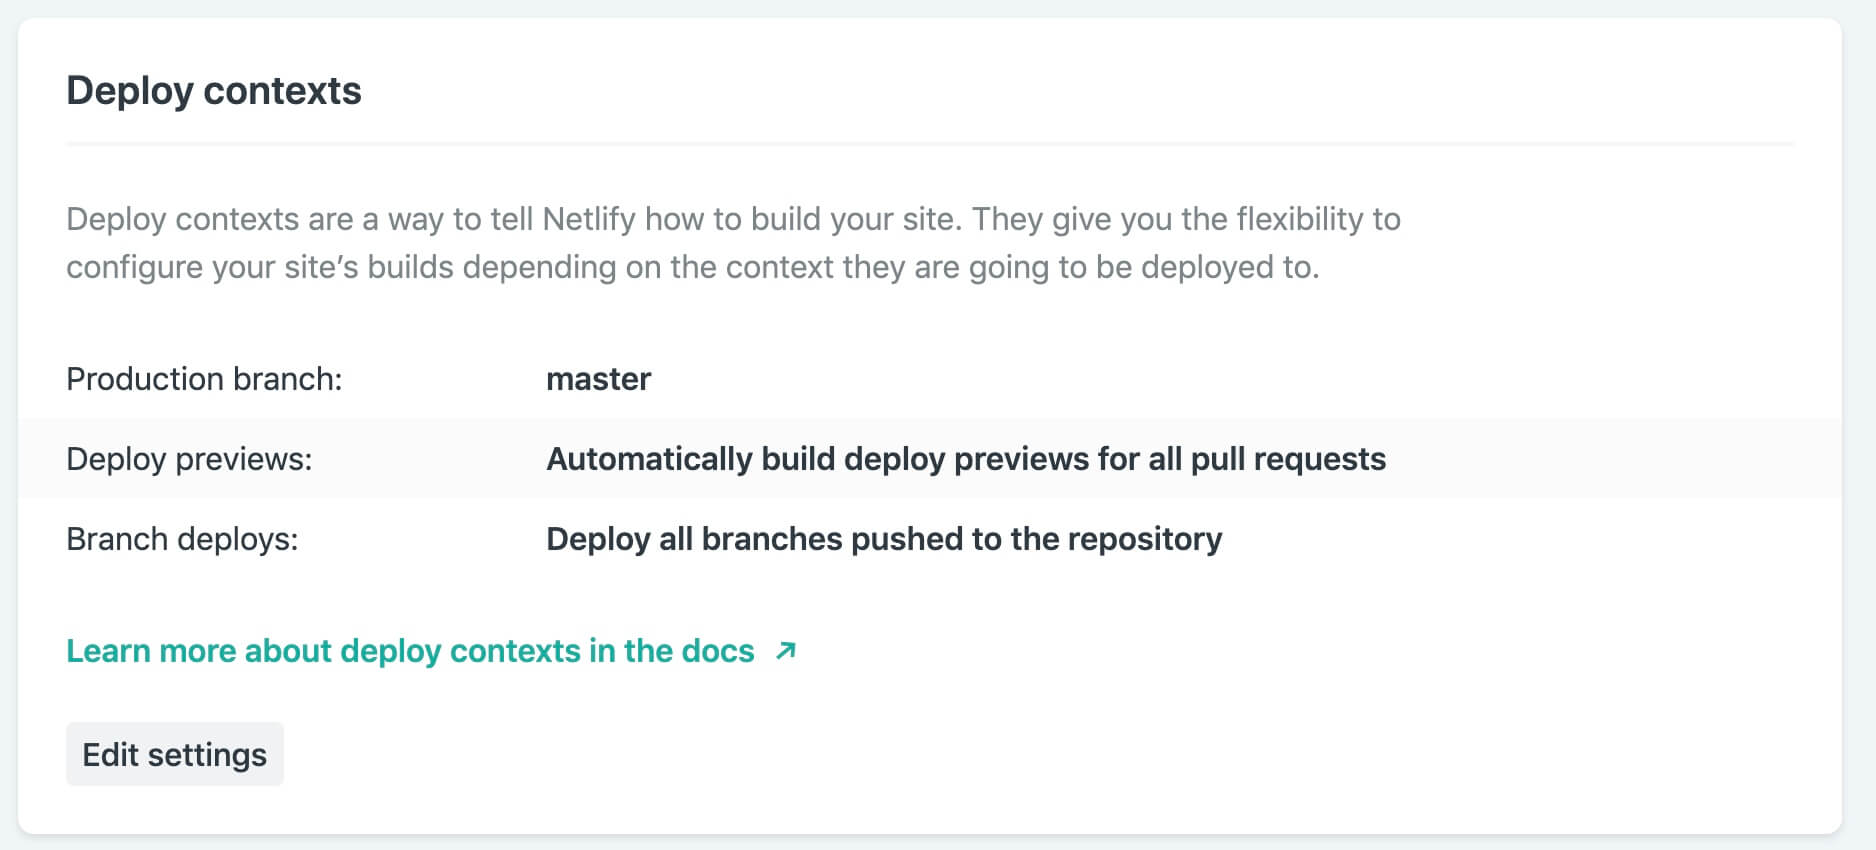 Deploy contexts
Deploy contexts are a way to tell Netlify how to build your site. They give you the flexibility to
configure your site’s builds depending on the context they are going to be deployed to.
Production branch: master
Deploy previews: Automatically build deploy previews for all pull requests
Branch deploys: Deploy all branches pushed to the repository
Learn more about deploy contexts in the docs ↗
Edit settings